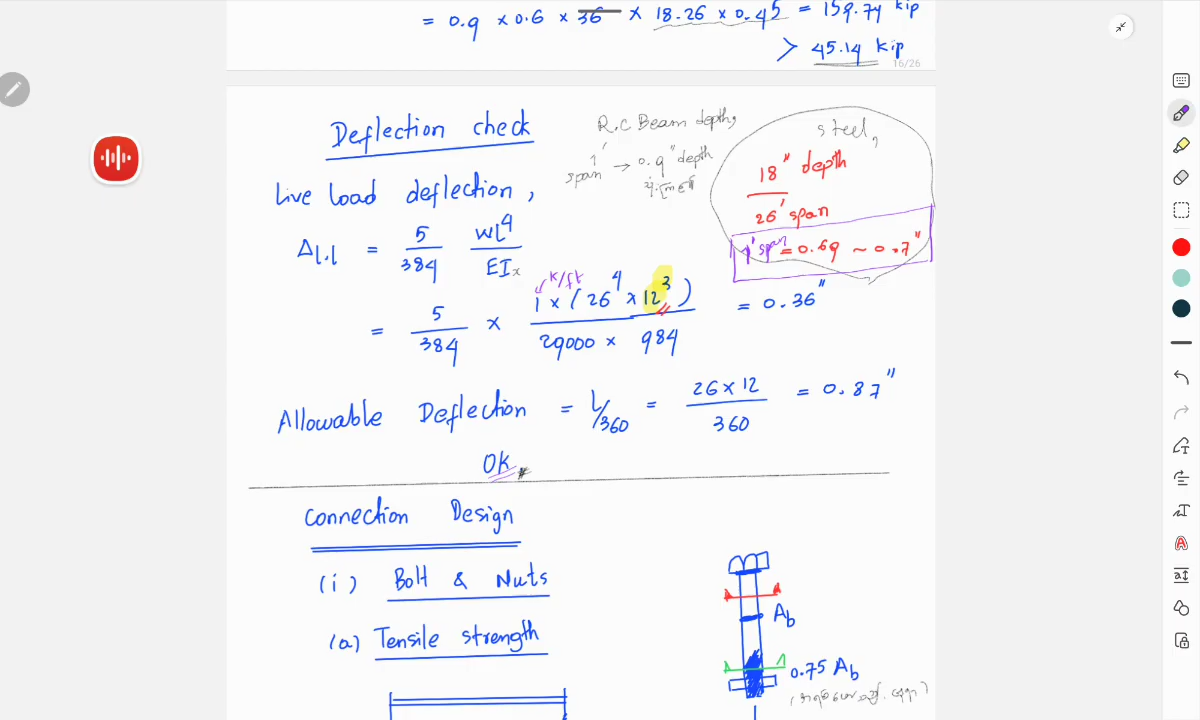 = 0.9 × 0.6 × 36 × 18.26 × 0.45 = 159.74 kip
> 45.14 kip
16/26
Deflection check
R.C Beam depth,
1' span → 0.9" depth
steel,
18" depth
26' span
1' span = 0.69 ~ 0.7"
Live load deflection,
Δl.l = 5/384 wL⁴/EIx
k/ft
= 5/384 × 1 × (26⁴ × 12³)/29000 × 984 = 0.36"
Allowable Deflection = L/360 = 26 × 12/360 = 0.87"
OK
Connection Design
(i) Bolt & Nuts
(a) Tensile strength
Ab
0.75 Ab